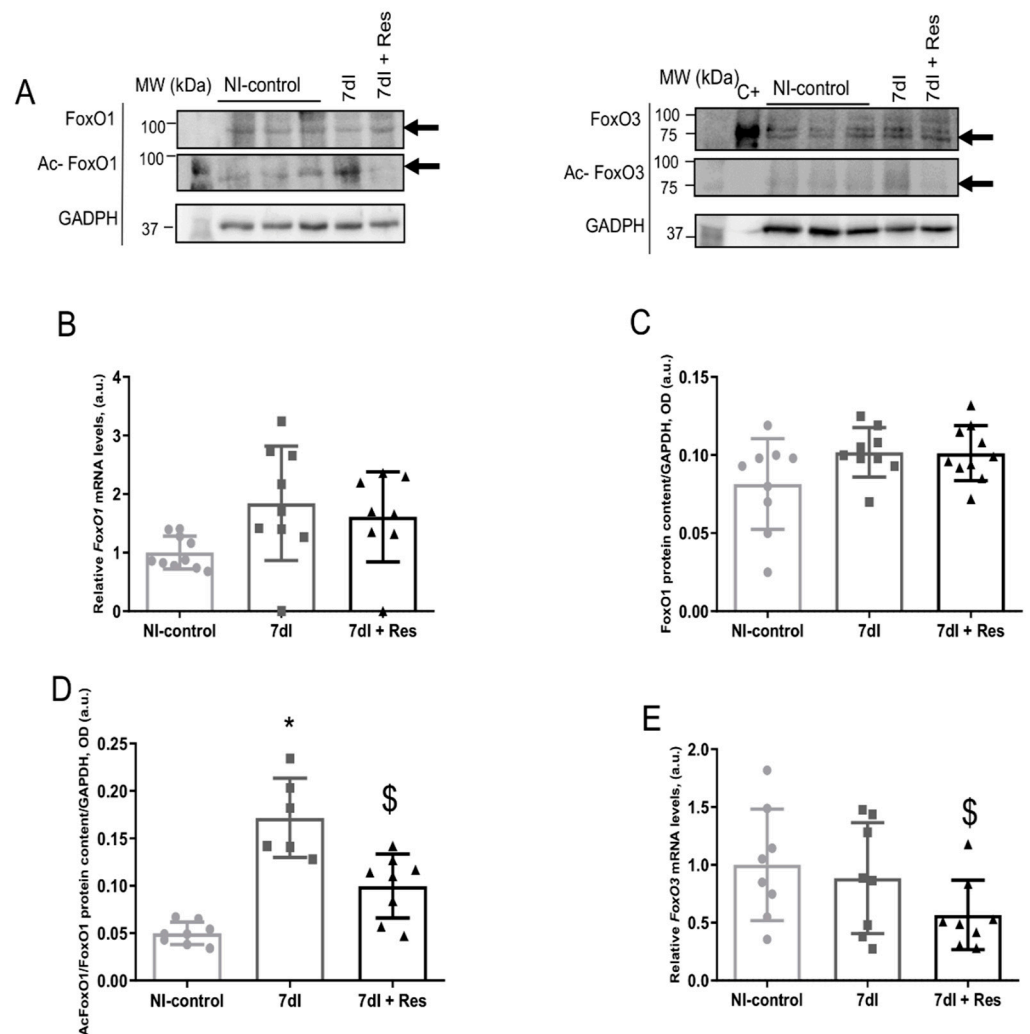 A
MW (kDa)
NI-control
7dI
7dI + Res
FoxO1
100
Ac- FoxO1
100
GADPH
37
MW (kDa)
C+
NI-control
7dI
7dI + Res
FoxO3
100
75
Ac- FoxO3
100
75
GADPH
37
B
Relative FoxO1 mRNA levels, (a.u.)
4
3
2
1
0
NI-control 7dI 7dI + Res
C
FoxO1 protein content/GAPDH, OD (a.u.)
0.15
0.10
0.05
0.00
NI-control 7dI 7dI + Res
D
AcFoxO1/FoxO1 protein content/GAPDH, OD (a.u.)
0.25
0.20
0.15
0.10
0.05
0.00
*
$
NI-control 7dI 7dI + Res
E
Relative FoxO3 mRNA levels, (a.u.)
2.0
1.5
1.0
0.5
0.0
$
NI-control 7dI 7dI + Res